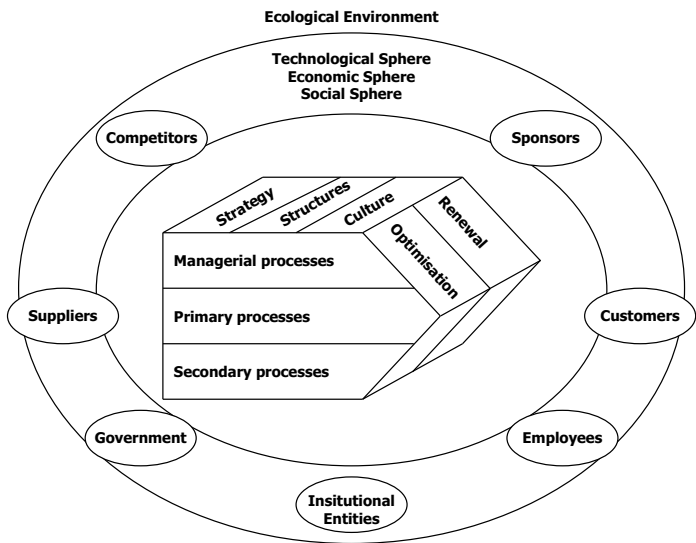 Ecological Environment
Technological Sphere
Economic Sphere
Social Sphere
Competitors
Sponsors
Strategy
Structures
Culture
Renewal
Optimisation
Managerial processes
Primary processes
Secondary processes
Suppliers
Customers
Government
Employees
Insitutional
Entities